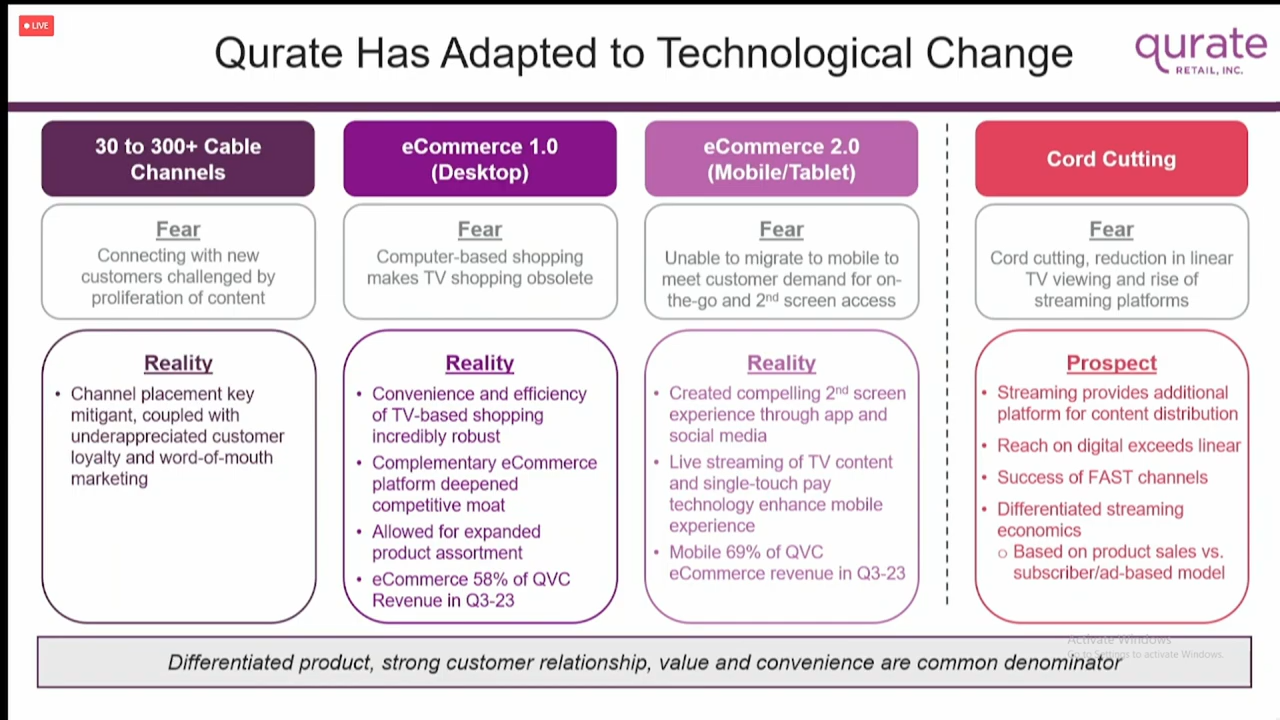 LIVE
Qurate Has Adapted to Technological Change
qurate
RETAIL, INC.
30 to 300+ Cable
Channels
Fear
Connecting with new
customers challenged by
proliferation of content
Reality
• Channel placement key
mitigant, coupled with
underappreciated customer
loyalty and word-of-mouth
marketing
eCommerce 1.0
(Desktop)
Fear
Computer-based shopping
makes TV shopping obsolete
Reality
• Convenience and efficiency
of TV-based shopping
incredibly robust
• Complementary eCommerce
platform deepened
competitive moat
• Allowed for expanded
product assortment
• eCommerce 58% of QVC
Revenue in Q3-23
eCommerce 2.0
(Mobile/Tablet)
Fear
Unable to migrate to mobile to
meet customer demand for on-
the-go and 2nd screen access
Reality
• Created compelling 2nd screen
experience through app and
social media
• Live streaming of TV content
and single-touch pay
technology enhance mobile
experience
• Mobile 69% of QVC
eCommerce revenue in Q3-23
Cord Cutting
Fear
Cord cutting, reduction in linear
TV viewing and rise of
streaming platforms
Prospect
• Streaming provides additional
platform for content distribution
• Reach on digital exceeds linear
• Success of FAST channels
• Differentiated streaming
economics
o Based on product sales vs.
subscriber/ad-based model
Differentiated product, strong customer relationship, value and convenience are common denominator
Activate Windows
Go to Settings to activate Windows.